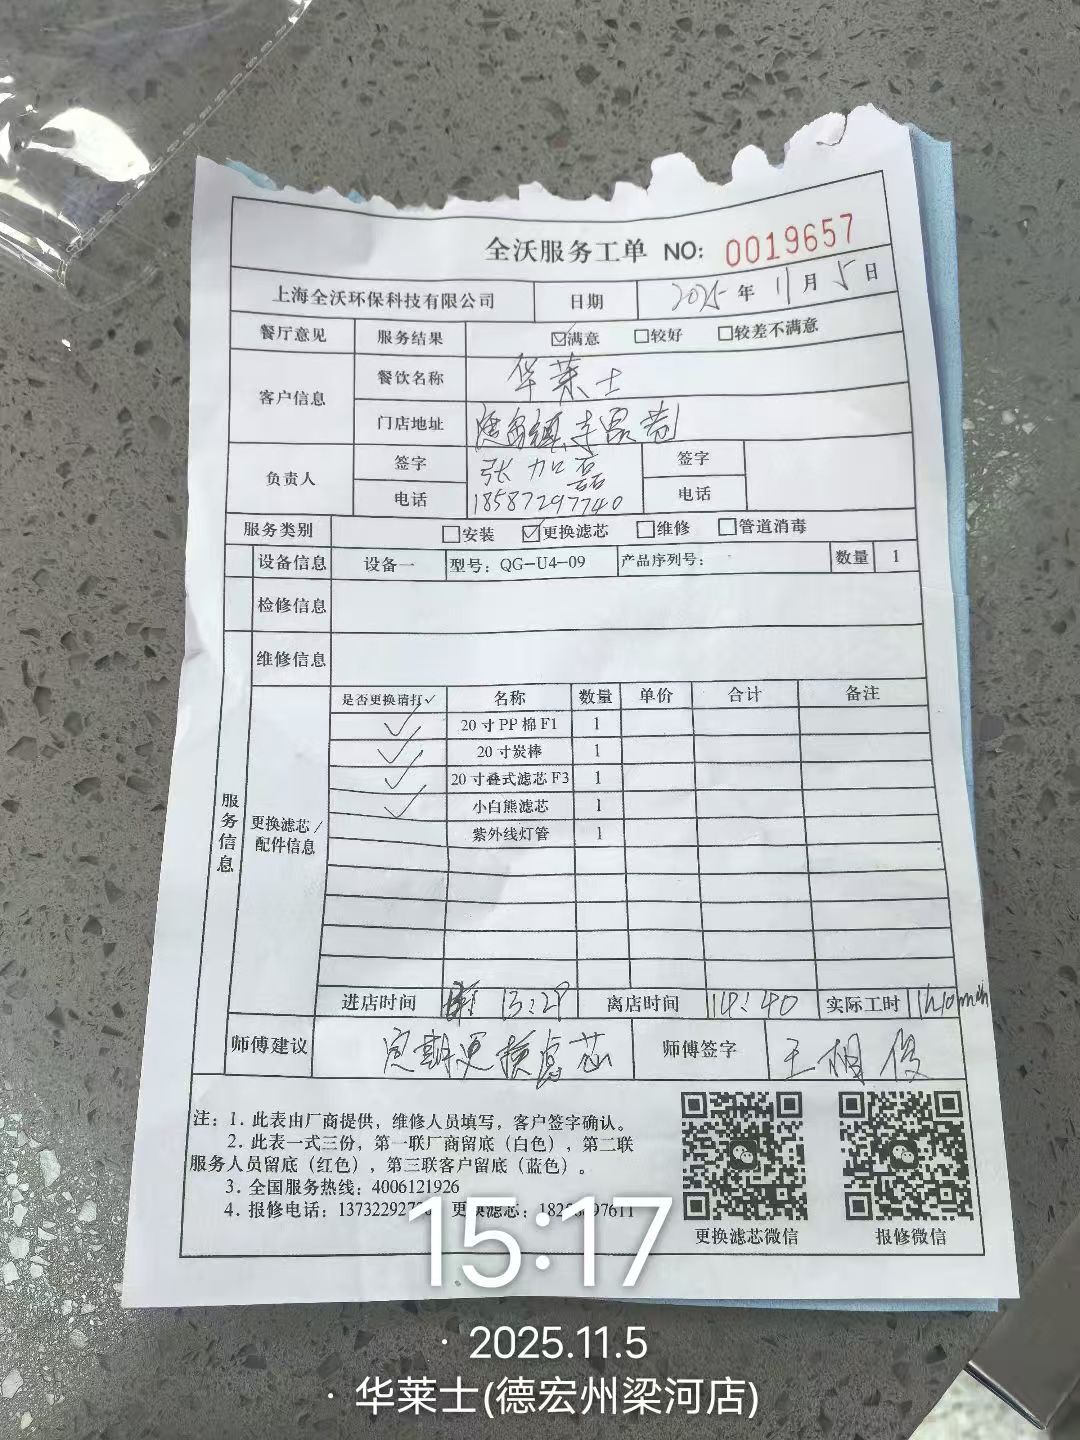 全沃服务工单 NO: 0019657
上海全沃环保科技有限公司 日期 2025年11月5日
餐厅意见 服务结果 ☑满意 □较好 □较差不满意
客户信息 餐饮名称 华莱士
门店地址
负责人 签字 张加磊 签字
电话 18587297740 电话
服务类别 □安装 ☑更换滤芯 □维修 □管道消毒
设备信息 设备一 型号：QG-U4-09 产品序列号： 数量 1
检修信息
维修信息
服务信息
更换滤芯／配件信息
是否更换请打✓ 名称 数量 单价 合计 备注
✓ 20寸PP棉F1 1
✓ 20寸炭棒 1
✓ 20寸叠式滤芯F3 1
✓ 小白熊滤芯 1
紫外线灯管 1
进店时间 13:29 离店时间 14:40 实际工时 1h10min
师傅建议 定期更换滤芯 师傅签字 王相俊
注：1. 此表由厂商提供，维修人员填写，客户签字确认。
2. 此表一式三份，第一联厂商留底（白色），第二联
服务人员留底（红色），第三联客户留底（蓝色）。
3. 全国服务热线：4006121926
4. 报修电话： 更换滤芯：
更换滤芯微信 报修微信
15:17
· 2025.11.5
· 华莱士(德宏州梁河店)